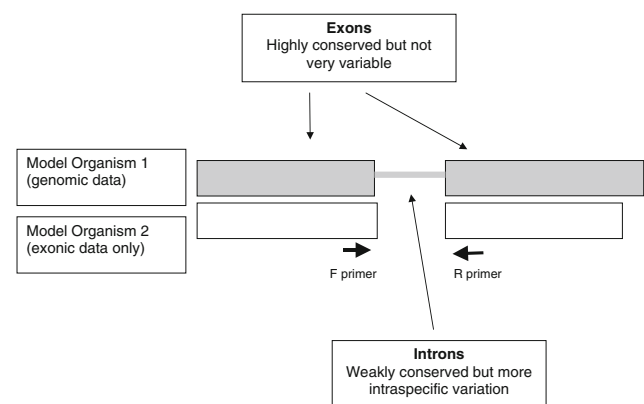 Exons
Highly conserved but not
very variable
Model Organism 1
(genomic data)
Model Organism 2
(exonic data only)
F primer
R primer
Introns
Weakly conserved but more
intraspecific variation